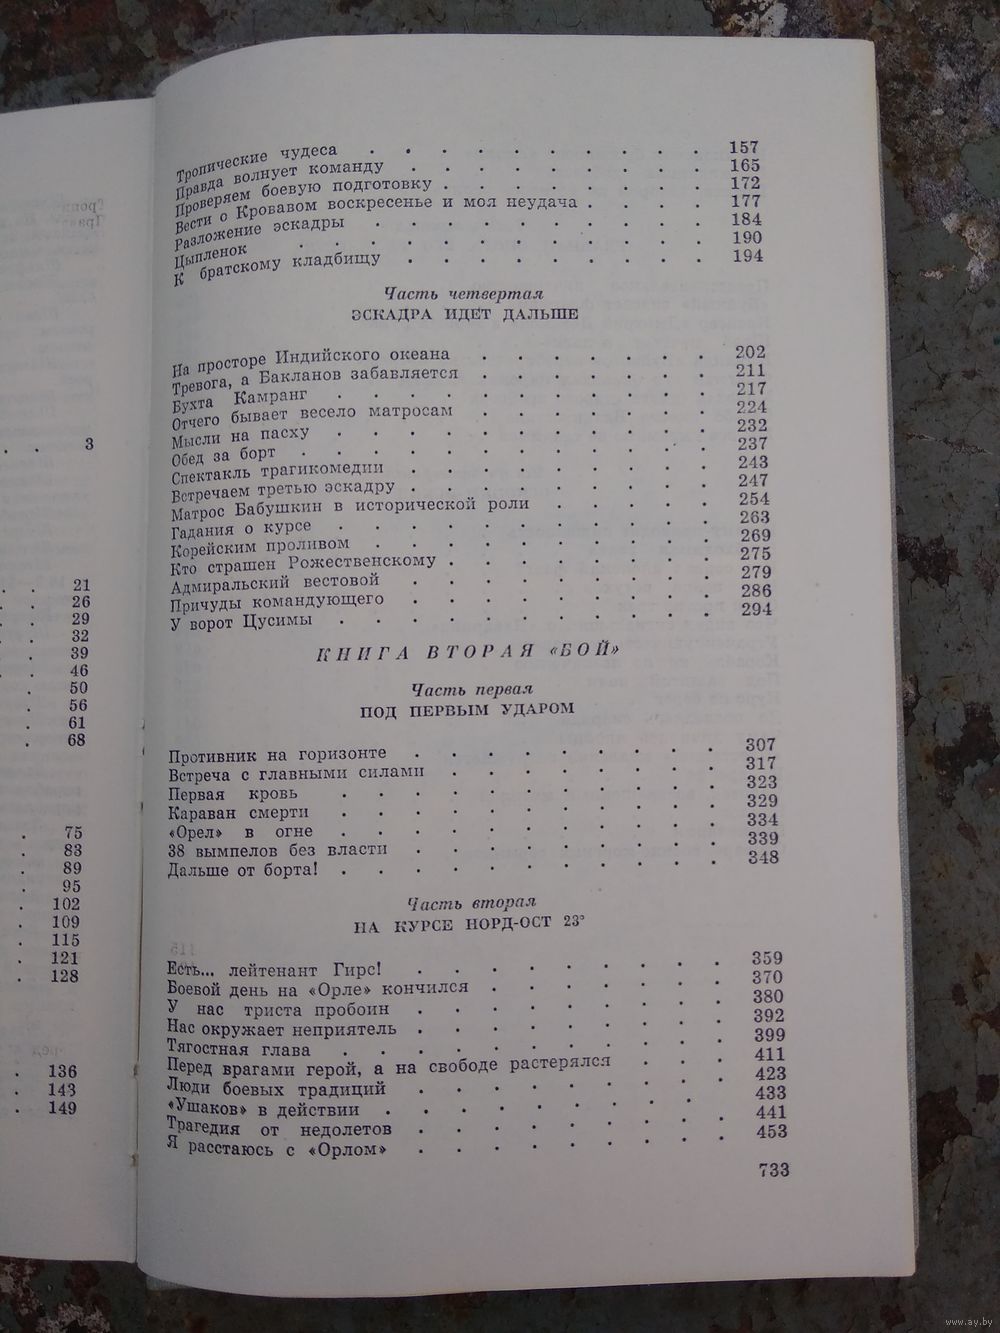 3
21
26
29
32
39
46
50
56
61
68
75
83
89
95
102
109
115
121
128
136
143
149
Тропические чудеса . . . . . . . . . . 157
Правда волнует команду . . . . . . . . 165
Проверяем боевую подготовку . . . . . . . 172
Вести о Кровавом воскресенье и моя неудача . . . . 177
Разложение эскадры . . . . . . . . . 184
Цыпленок . . . . . . . . . . . 190
К братскому кладбищу . . . . . . . . 194
Часть четвертая
ЭСКАДРА ИДЕТ ДАЛЬШЕ
На просторе Индийского океана . . . . . . 202
Тревога, а Бакланов забавляется . . . . . . 211
Бухта Камранг . . . . . . . . . . 217
Отчего бывает весело матросам . . . . . . 224
Мысли на пасху . . . . . . . . . . 232
Обед за борт . . . . . . . . . . . 237
Спектакль трагикомедии . . . . . . . . 243
Встречаем третью эскадру . . . . . . . . 247
Матрос Бабушкин в исторической роли . . . . 254
Гадания о курсе . . . . . . . . . . 263
Корейским проливом . . . . . . . . . 269
Кто страшен Рожественскому . . . . . . . 275
Адмиральский вестовой . . . . . . . . 279
Причуды командующего . . . . . . . . 286
У ворот Цусимы . . . . . . . . . . 294
КНИГА ВТОРАЯ «БОЙ»
Часть первая
ПОД ПЕРВЫМ УДАРОМ
Противник на горизонте . . . . . . . . 307
Встреча с главными силами . . . . . . . 317
Первая кровь . . . . . . . . . . 323
Караван смерти . . . . . . . . . . 329
«Орел» в огне . . . . . . . . . . 334
38 вымпелов без власти . . . . . . . . 339
Дальше от борта! . . . . . . . . . . 348
Часть вторая
НА КУРСЕ НОРД-ОСТ 23°
Есть... лейтенант Гирс! . . . . . . . . 359
Боевой день на «Орле» кончился . . . . . . 370
У нас триста пробоин . . . . . . . . 380
Нас окружает неприятель . . . . . . . . 392
Тягостная глава . . . . . . . . . . 399
Перед врагами герой, а на свободе растерялся . . . 411
Люди боевых традиций . . . . . . . . 423
«Ушаков» в действии . . . . . . . . . 433
Трагедия от недолетов . . . . . . . . 441
Я расстаюсь с «Орлом» . . . . . . . . 453
733
www.ay.by